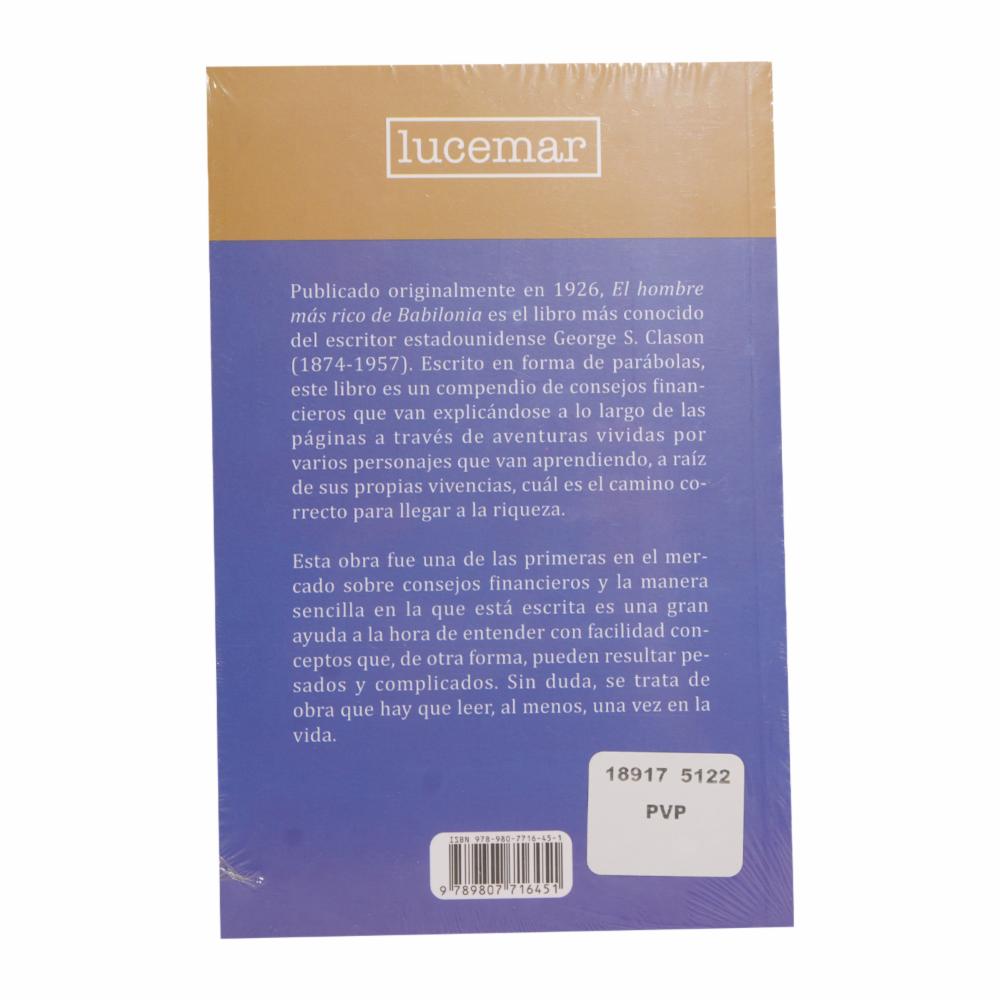 lucemar
Publicado originalmente en 1926, El hombre
más rico de Babilonia es el libro más conocido
del escritor estadounidense George S. Clason
(1874-1957). Escrito en forma de parábolas,
este libro es un compendio de consejos finan-
cieros que van explicándose a lo largo de las
páginas a través de aventuras vividas por
varios personajes que van aprendiendo, a raíz
de sus propias vivencias, cuál es el camino co-
rrecto para llegar a la riqueza.
Esta obra fue una de las primeras en el mer-
cado sobre consejos financieros y la manera
sencilla en la que está escrita es una gran
ayuda a la hora de entender con facilidad con-
ceptos que, de otra forma, pueden resultar pe-
sados y complicados. Sin duda, se trata de
obra que hay que leer, al menos, una vez en la
vida.
18917 5122
PVP
ISBN 978-980-7716-45-1
9 789807 716451